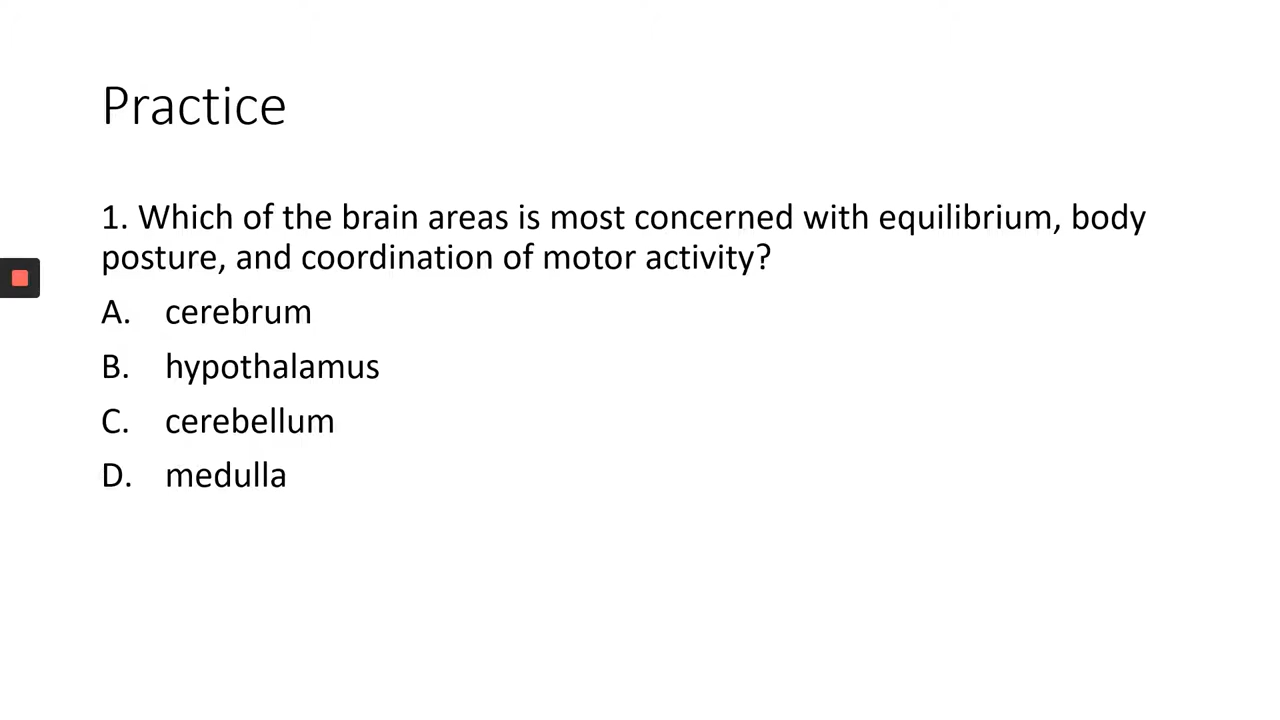 Practice
1. Which of the brain areas is most concerned with equilibrium, body
posture, and coordination of motor activity?
A. cerebrum
B. hypothalamus
C. cerebellum
D. medulla